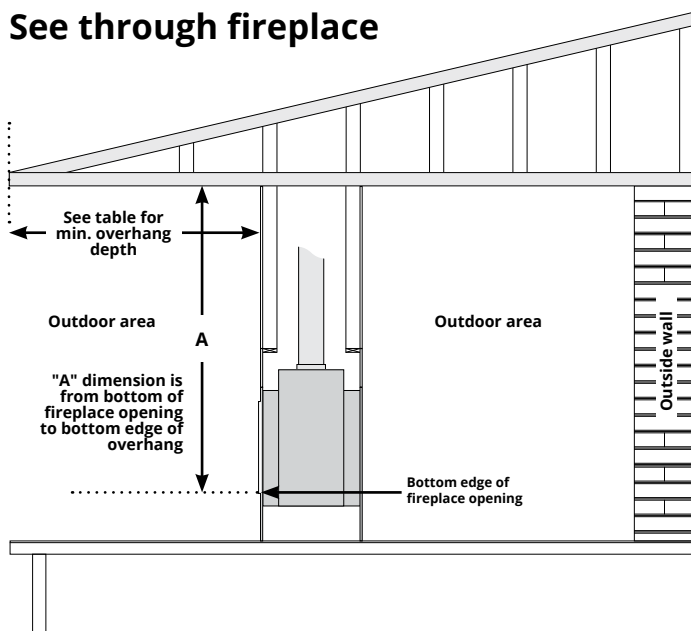 See through fireplace
See table for
min. overhang
depth
Outdoor area
Outdoor area
A
Outside wall
"A" dimension is
from bottom of
fireplace opening
to bottom edge of
overhang
Bottom edge of
fireplace opening